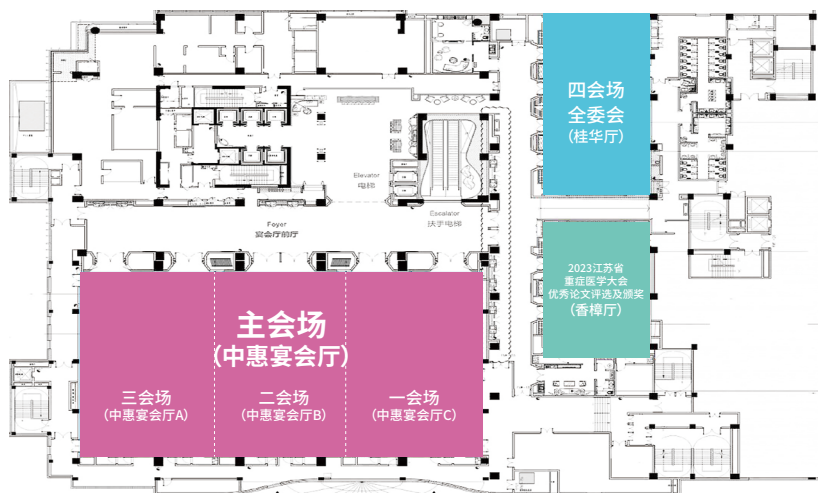 四会场
全委会
（桂华厅）
Elevator
电梯
Escalator
扶手电梯
Foyer
宴会厅前厅
2023江苏省
重症医学大会
优秀论文评选及颁奖
（香樟厅）
主会场
（中惠宴会厅）
三会场
（中惠宴会厅A）
二会场
（中惠宴会厅B）
一会场
（中惠宴会厅C）